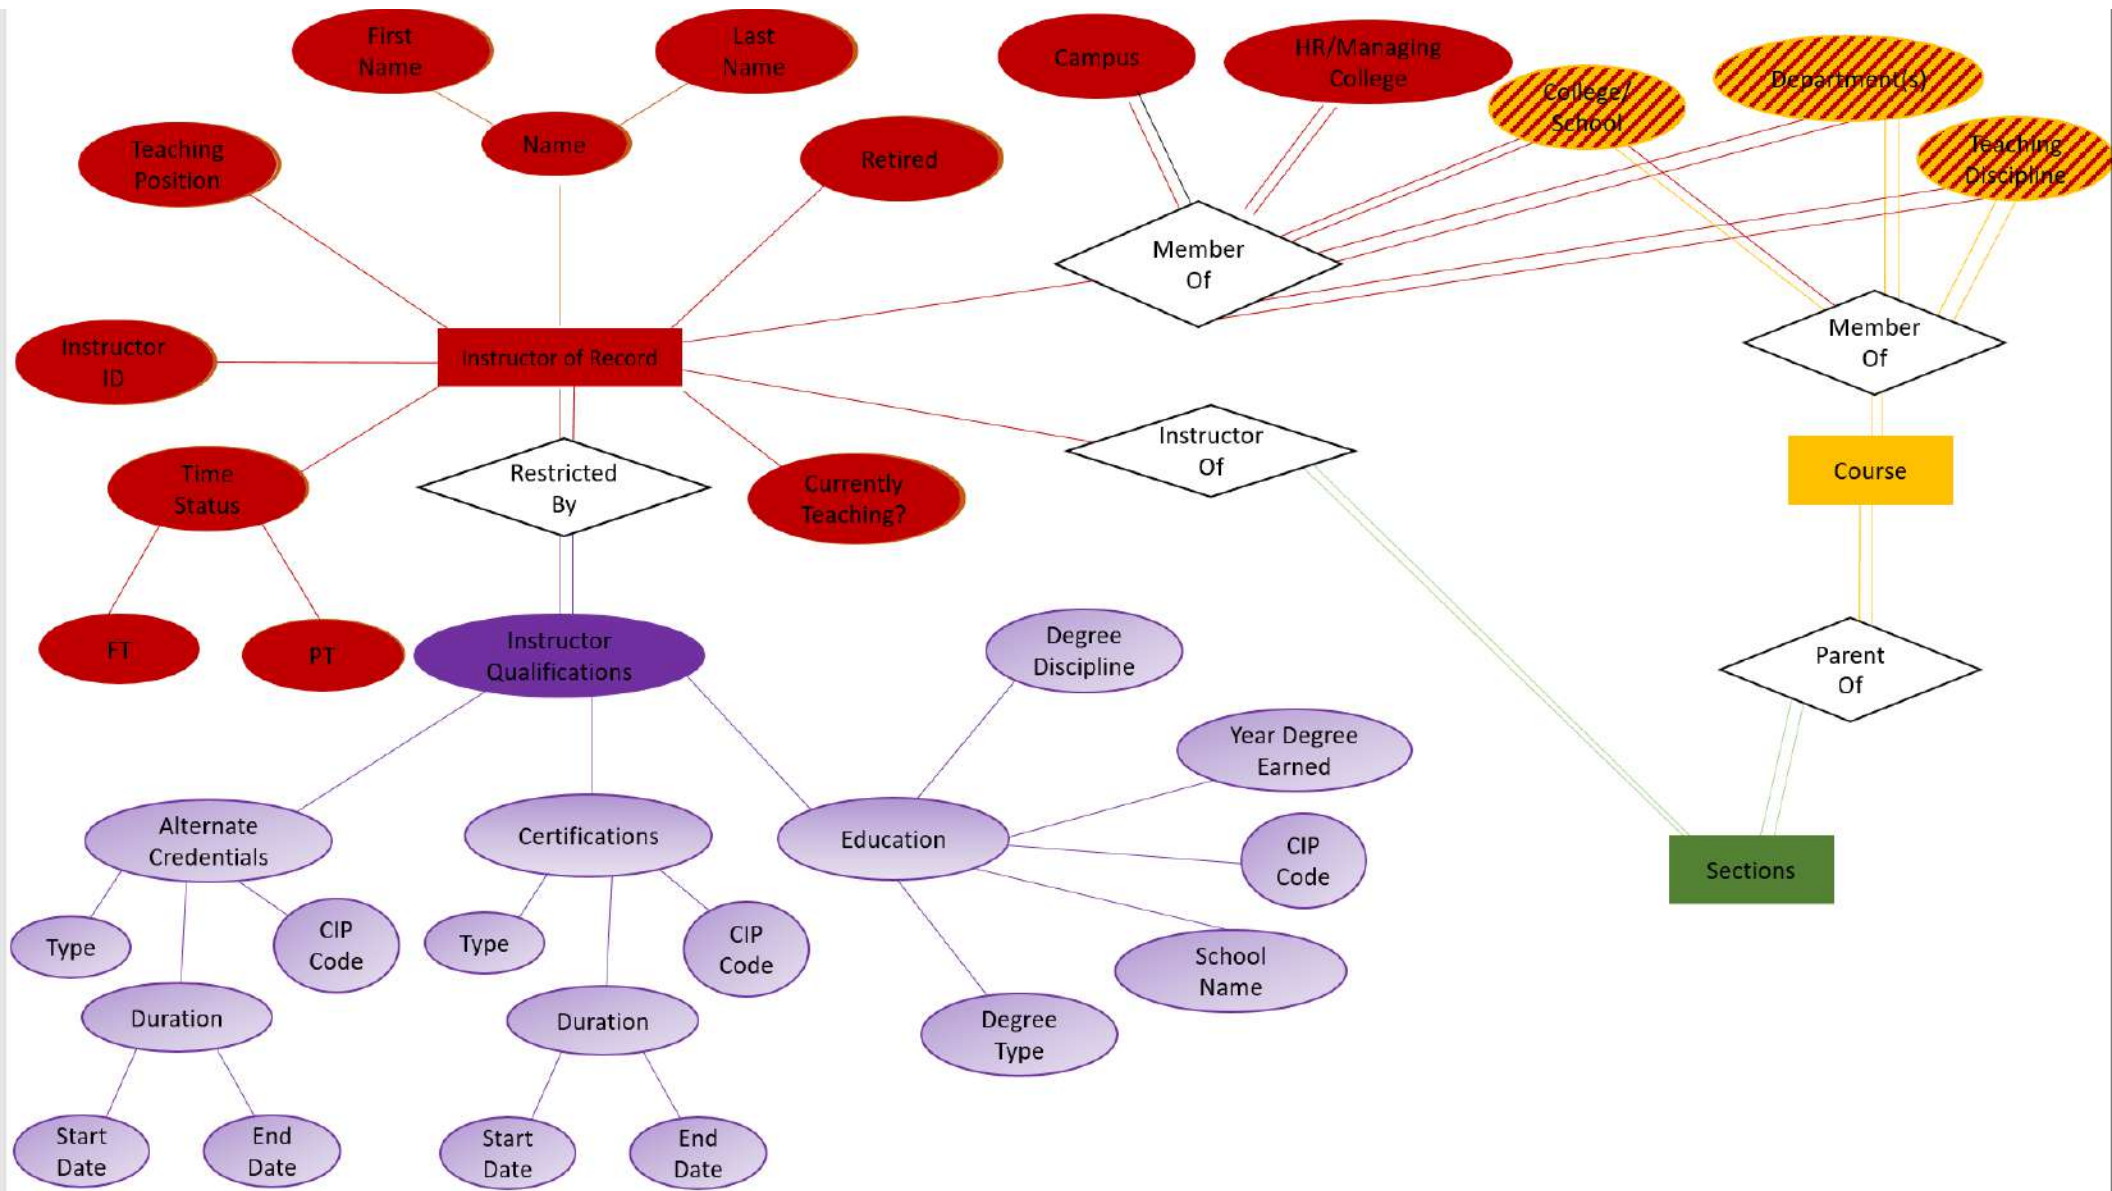 First
Name
Last
Name
Campus
HR/Managing
College
College/
School
Department(s)
Teaching
Discipline
Teaching
Position
Name
Retired
Member
Of
Member
Of
Instructor
ID
Instructor of Record
Instructor
Of
Course
Time
Status
Restricted
By
Currently
Teaching?
FT
PT
Instructor
Qualifications
Degree
Discipline
Parent
Of
Year Degree
Earned
Alternate
Credentials
Certifications
Education
CIP
Code
Sections
Type
CIP
Code
Type
CIP
Code
School
Name
Duration
Duration
Degree
Type
Start
Date
End
Date
Start
Date
End
Date